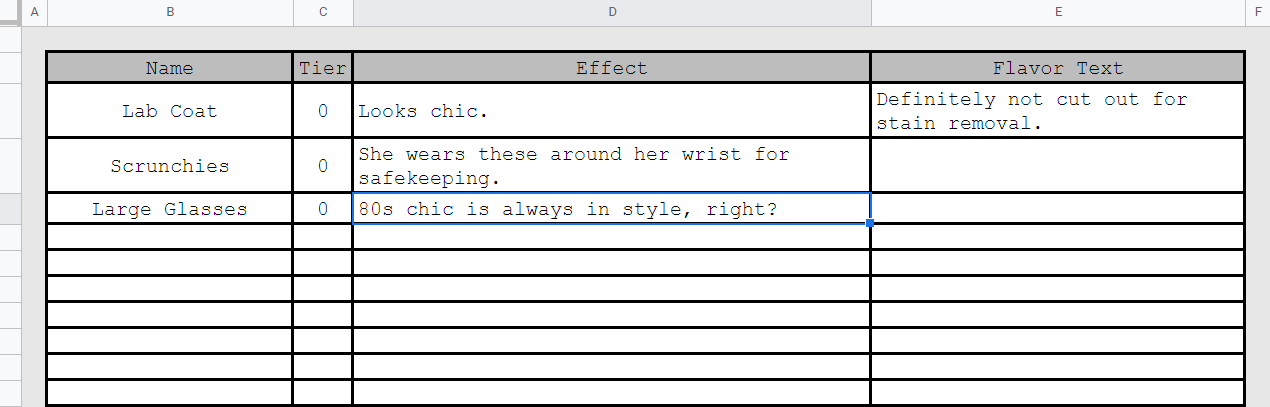 A B C D E F
Name Tier Effect Flavor Text
Lab Coat 0 Looks chic. Definitely not cut out for
stain removal.
Scrunchies 0 She wears these around her wrist for
safekeeping.
Large Glasses 0 80s chic is always in style, right?